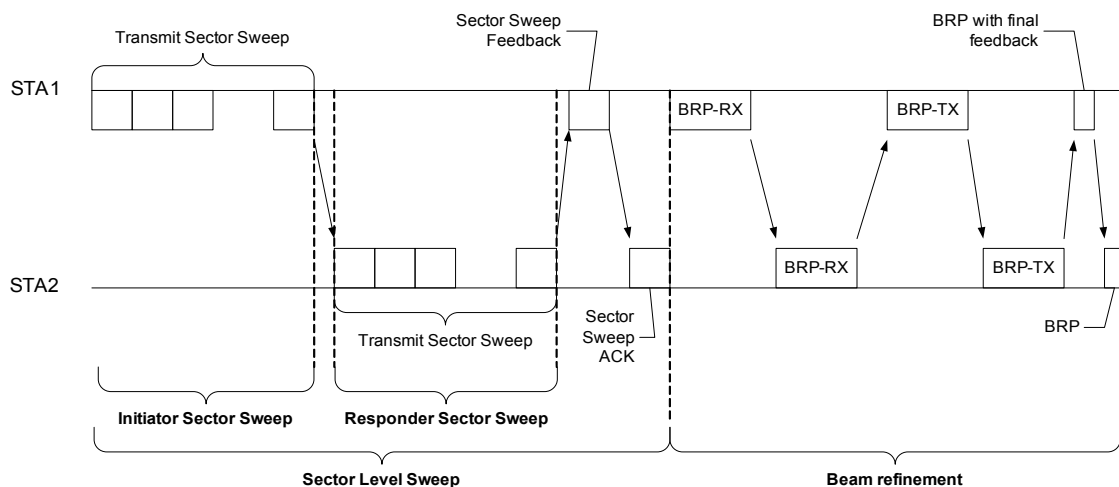 Transmit Sector Sweep
Sector Sweep
Feedback
BRP with final
feedback
STA1
BRP-RX
BRP-TX
STA2
BRP-RX
BRP-TX
Transmit Sector Sweep
Sector
Sweep
ACK
BRP
Initiator Sector Sweep
Responder Sector Sweep
Sector Level Sweep
Beam refinement